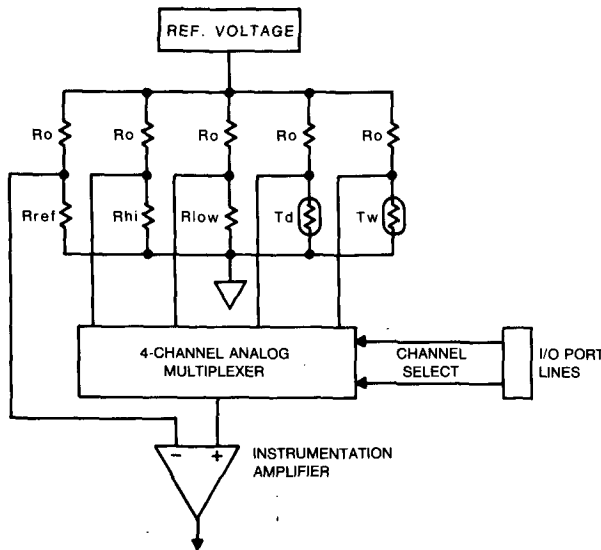 REF. VOLTAGE
Ro Ro Ro Ro Ro
Rref Rhi Rlow Td Tw
4-CHANNEL ANALOG
MULTIPLEXER
CHANNEL
SELECT
I/O PORT
LINES
- +
INSTRUMENTATION
AMPLIFIER